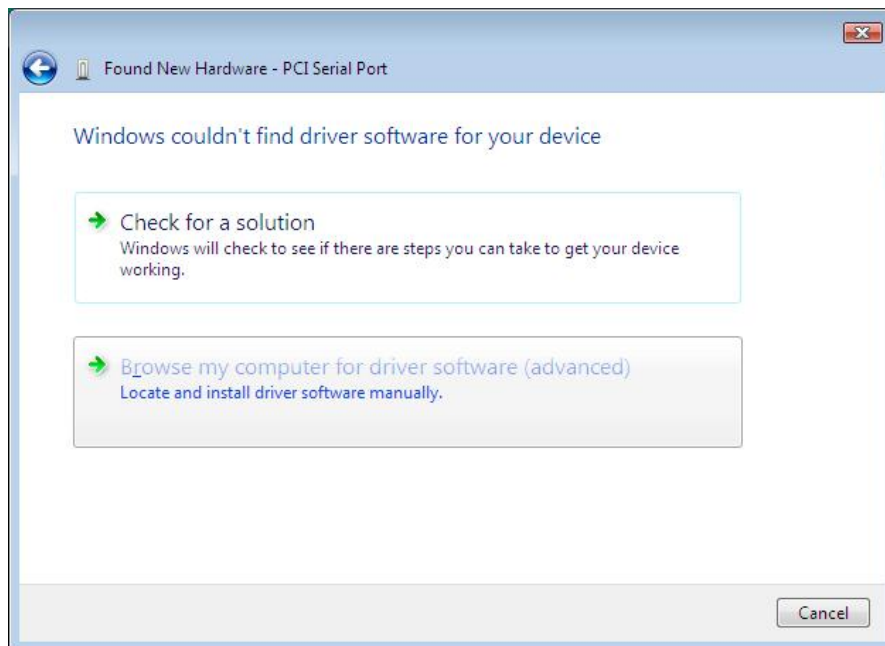 Found New Hardware - PCI Serial Port
Windows couldn't find driver software for your device
Check for a solution
Windows will check to see if there are steps you can take to get your device
working.
Browse my computer for driver software (advanced)
Locate and install driver software manually.
Cancel